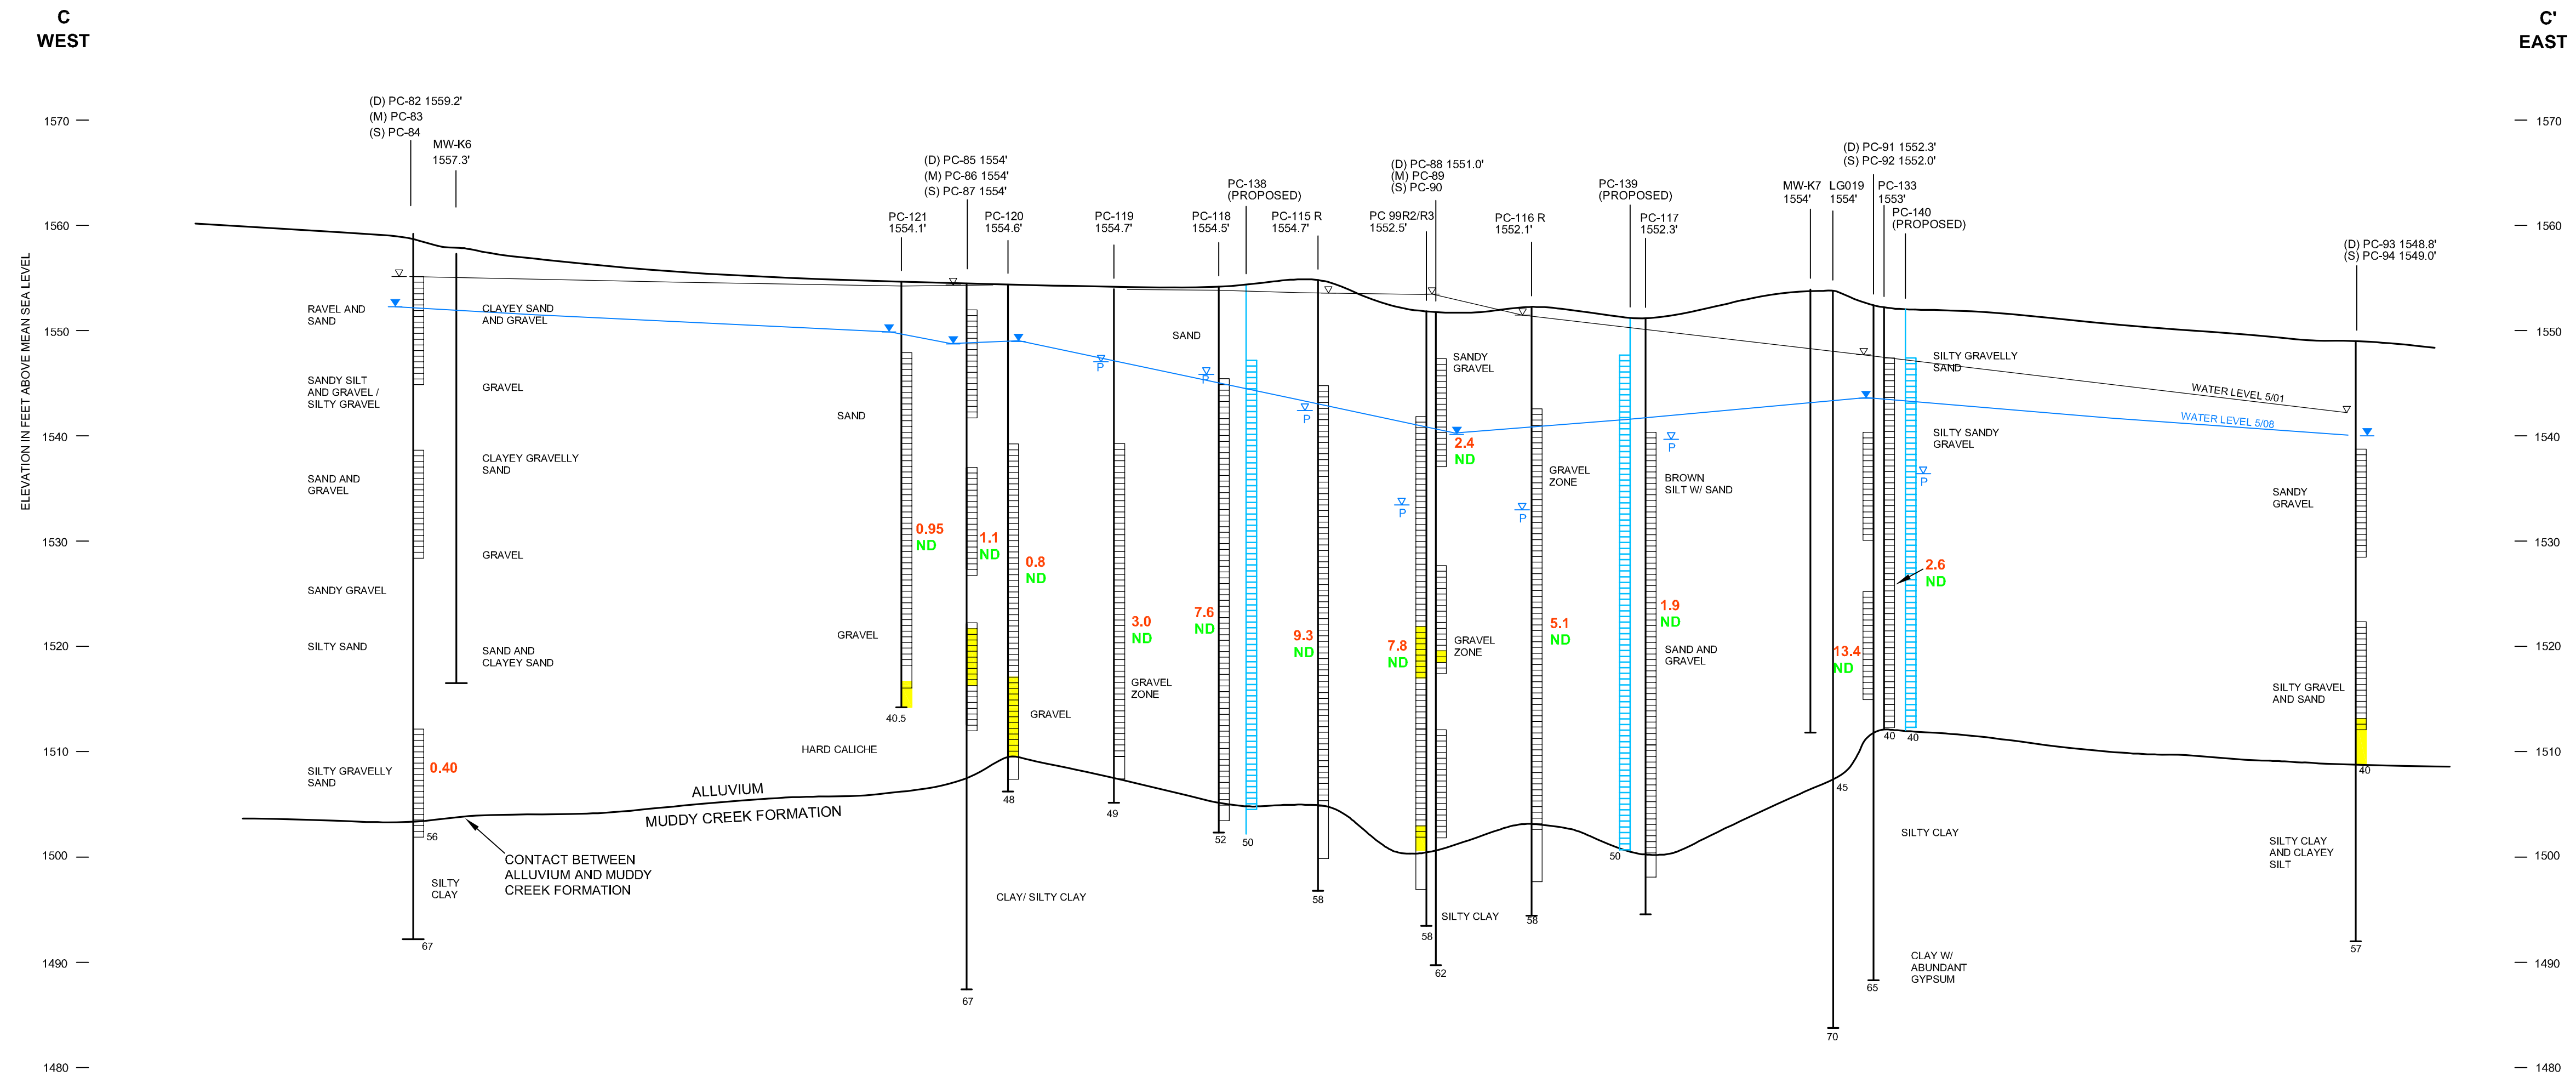 C
WEST
C'
EAST
(D) PC-82 1559.2'
(M) PC-83
(S) PC-84
MW-K6
1557.3'
PC-121
1554.1'
(D) PC-85 1554'
(M) PC-86 1554'
(S) PC-87 1554'
PC-120
1554.6'
PC-119
1554.7'
PC-118
1554.5'
PC-138
(PROPOSED)
PC-115 R
1554.7'
(D) PC-88 1551.0'
(M) PC-89
(S) PC-90
PC 99R2/R3
1552.5'
PC-116 R
1552.1'
PC-139
(PROPOSED)
PC-117
1552.3'
MW-K7
1554'
LG019
1554'
(D) PC-91 1552.3'
(S) PC-92 1552.0'
PC-133
1553'
PC-140
(PROPOSED)
(D) PC-93 1548.8'
(S) PC-94 1549.0'
ELEVATION IN FEET ABOVE MEAN SEA LEVEL
1570
1560
1550
1540
1530
1520
1510
1500
1490
1480
RAVEL AND
SAND
SANDY SILT
AND GRAVEL /
SILTY GRAVEL
SAND AND
GRAVEL
SANDY GRAVEL
SILTY SAND
SILTY GRAVELLY
SAND
0.40
56
SILTY
CLAY
67
CLAYEY SAND
AND GRAVEL
GRAVEL
CLAYEY GRAVELLY
SAND
GRAVEL
SAND AND
CLAYEY SAND
ALLUVIUM
MUDDY CREEK FORMATION
CONTACT BETWEEN
ALLUVIUM AND MUDDY
CREEK FORMATION
SAND
GRAVEL
HARD CALICHE
0.95
ND
40.5
1.1
ND
67
0.8
ND
GRAVEL
48
CLAY/ SILTY CLAY
P
3.0
ND
GRAVEL
ZONE
49
SAND
P
7.6
ND
52
50
P
9.3
ND
58
P
7.8
ND
58
SANDY
GRAVEL
2.4
ND
GRAVEL
ZONE
SILTY CLAY
62
P
GRAVEL
ZONE
5.1
ND
58
50
P
BROWN
SILT W/ SAND
1.9
ND
SAND AND
GRAVEL
13.4
ND
45
70
65
40
40
SILTY GRAVELLY
SAND
SILTY SANDY
GRAVEL
P
2.6
ND
SILTY CLAY
CLAY W/
ABUNDANT
GYPSUM
WATER LEVEL 5/01
WATER LEVEL 5/08
SANDY
GRAVEL
SILTY GRAVEL
AND SAND
40
SILTY CLAY
AND CLAYEY
SILT
57
1570
1560
1550
1540
1530
1520
1510
1500
1490
1480